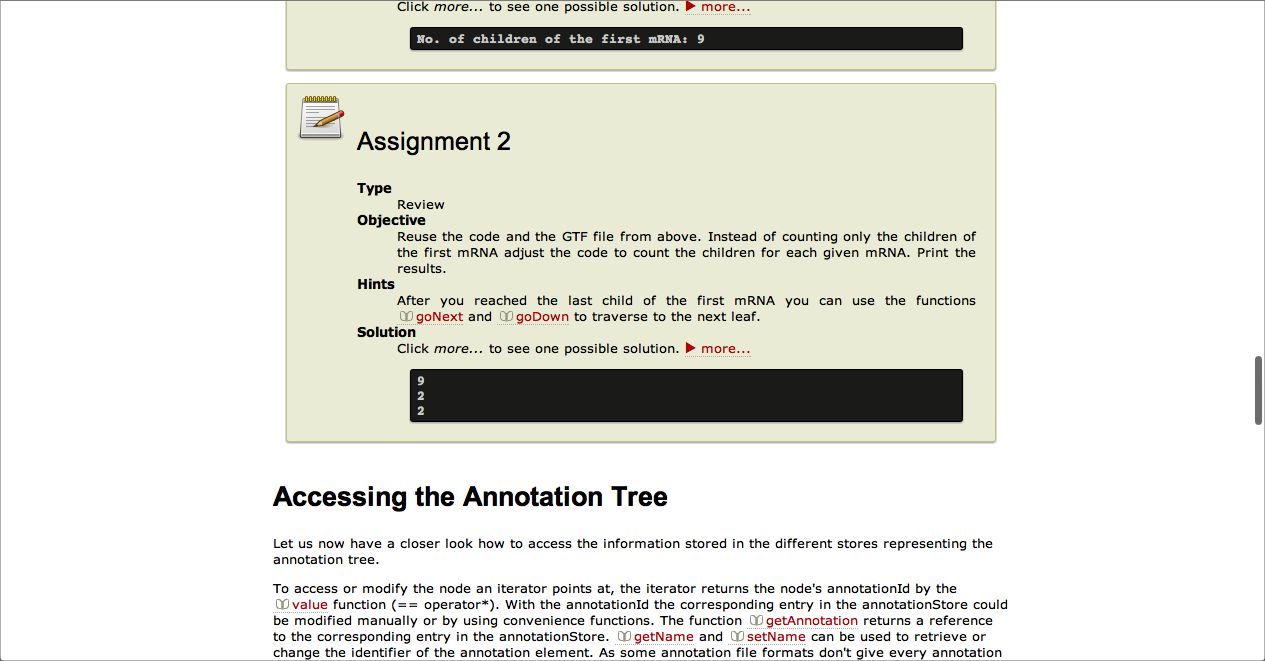 Click more... to see one possible solution. more...
No. of children of the first mRNA: 9
Assignment 2
Type
Review
Objective
Reuse the code and the GTF file from above. Instead of counting only the children of
the first mRNA adjust the code to count the children for each given mRNA. Print the
results.
Hints
After you reached the last child of the first mRNA you can use the functions
goNext and goDown to traverse to the next leaf.
Solution
Click more... to see one possible solution. more...
9
2
2
Accessing the Annotation Tree
Let us now have a closer look how to access the information stored in the different stores representing the
annotation tree.
To access or modify the node an iterator points at, the iterator returns the node's annotationId by the
value function (== operator*). With the annotationId the corresponding entry in the annotationStore could
be modified manually or by using convenience functions. The function getAnnotation returns a reference
to the corresponding entry in the annotationStore. getName and setName can be used to retrieve or
change the identifier of the annotation element. As some annotation file formats don't give every annotation